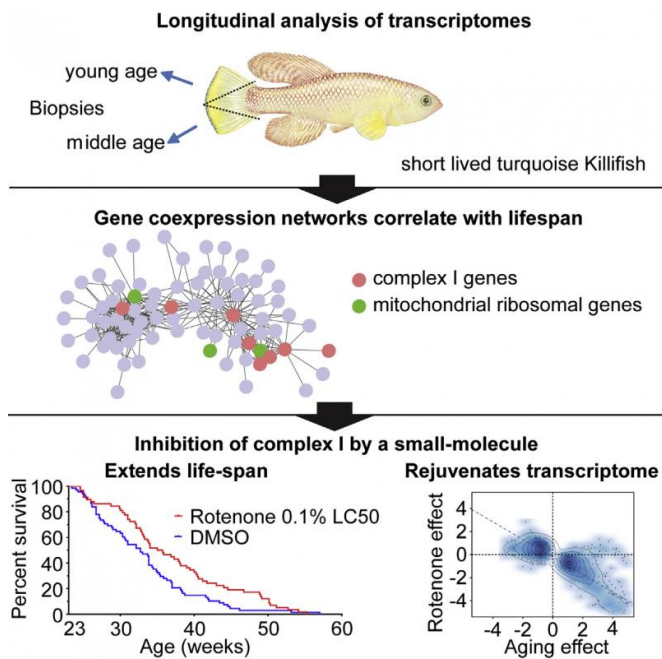 Longitudinal analysis of transcriptomes
young age
Biopsies
middle age
short lived turquoise Killifish
Gene coexpression networks correlate with lifespan
complex I genes
mitochondrial ribosomal genes
Inhibition of complex I by a small-molecule
Extends life-span
Percent survival
100
80
60
40
20
0
23
30
40
50
60
Age (weeks)
Rotenone 0.1% LC50
DMSO
Rejuvenates transcriptome
Rotenone effect
4
2
0
-2
-4
-4
-2
0
2
4
Aging effect